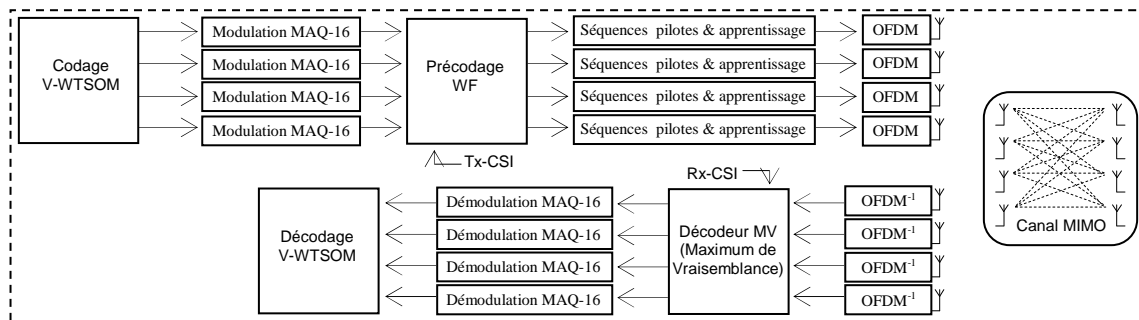 Codage
V-WTSOM
Modulation MAQ-16
Modulation MAQ-16
Modulation MAQ-16
Modulation MAQ-16
Précodage
WF
Séquences pilotes & apprentissage
Séquences pilotes & apprentissage
Séquences pilotes & apprentissage
Séquences pilotes & apprentissage
OFDM
OFDM
OFDM
OFDM
Tx-CSI
Rx-CSI
Canal MIMO
OFDM⁻¹
OFDM⁻¹
OFDM⁻¹
OFDM⁻¹
Décodeur MV
(Maximum de
Vraisemblance)
Démodulation MAQ-16
Démodulation MAQ-16
Démodulation MAQ-16
Démodulation MAQ-16
Décodage
V-WTSOM